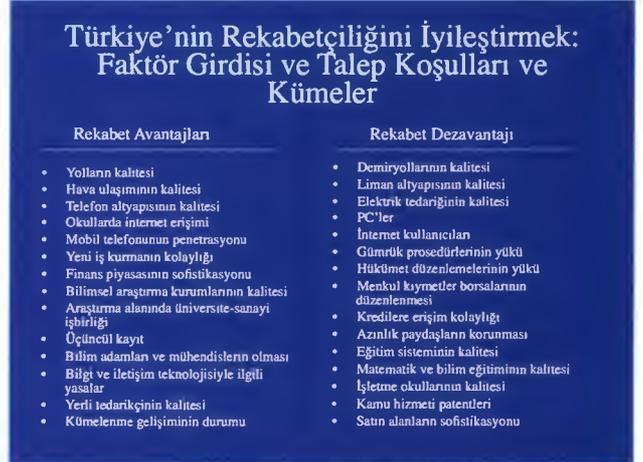 Türkiye'nin Rekabetçiliğini İyileştirmek:
Faktör Girdisi ve Talep Koşulları ve
Kümeler
Rekabet Avantajları
• Yolların kalitesi
• Hava ulaşımının kalitesi
• Telefon altyapısının kalitesi
• Okullarda internet erişimi
• Mobil telefonunun penetrasyonu
• Yeni iş kurmanın kolaylığı
• Finans piyasasının sofistikasyonu
• Bilimsel araştırma kurumlarının kalitesi
• Araştırma alanında üniversite-sanayi
işbirliği
• Üçüncül kayıt
• Bilim adamları ve mühendislerin olması
• Bilgi ve iletişim teknolojisiyle ilgili
yasalar
• Yerli tedarikçinin kalitesi
• Kümelenme gelişiminin durumu
Rekabet Dezavantajı
• Demiryollarının kalitesi
• Liman altyapısının kalitesi
• Elektrik tedariğinin kalitesi
• PC'ler
• İnternet kullanıcıları
• Gümrük prosedürlerinin yükü
• Hükümet düzenlemelerinin yükü
• Menkul kıymetler borsalarının
düzenlenmesi
• Kredilere erişim kolaylığı
• Azınlık paydaşların korunması
• Eğitim sisteminin kalitesi
• Matematik ve bilim eğitiminin kalitesi
• İşletme okullarının kalitesi
• Kamu hizmeti patentleri
• Satın alanların sofistikasyonu